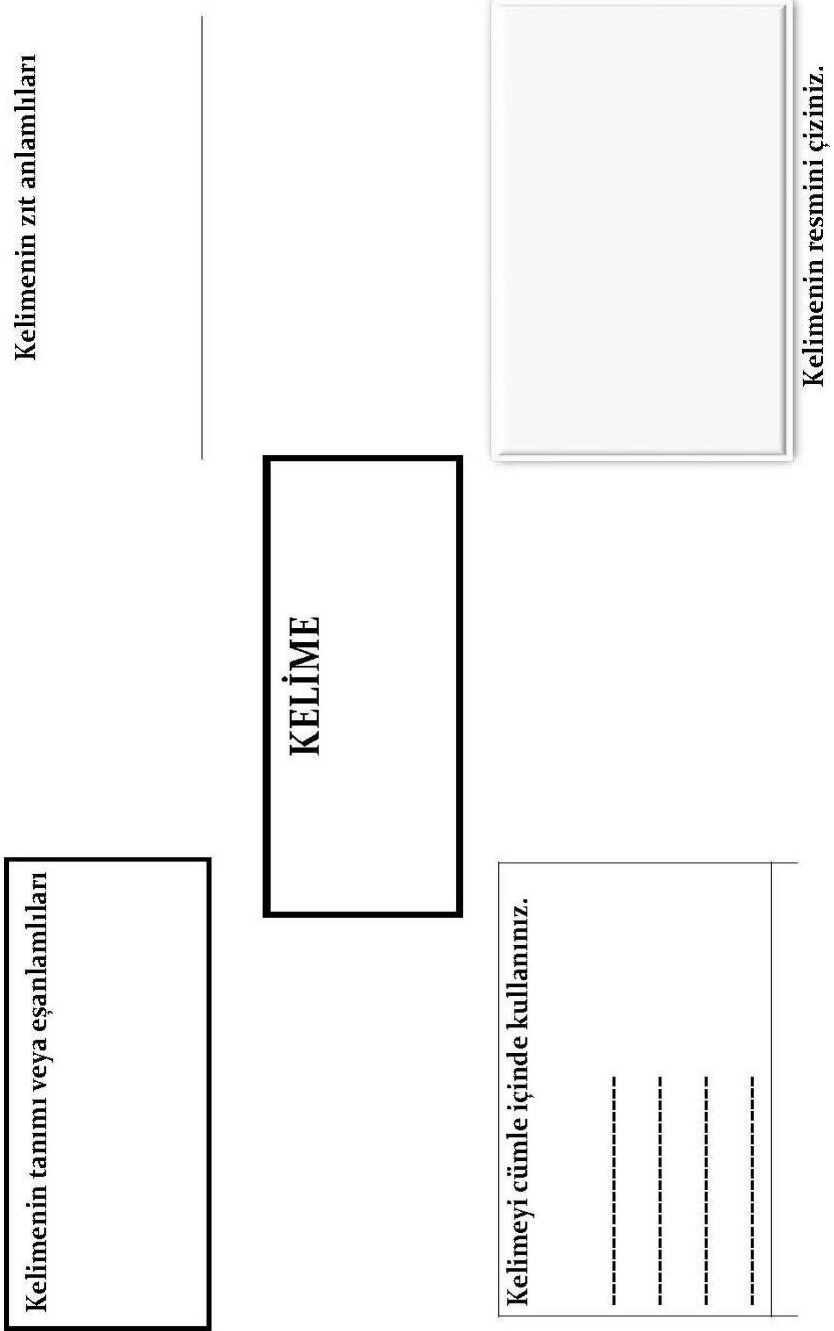 Kelimenin tanımı veya eşanlamlıları
Kelimenin zıt anlamlıları
KELİME
Kelimeyi cümle içinde kullanınız.
Kelimenin resmini çiziniz.